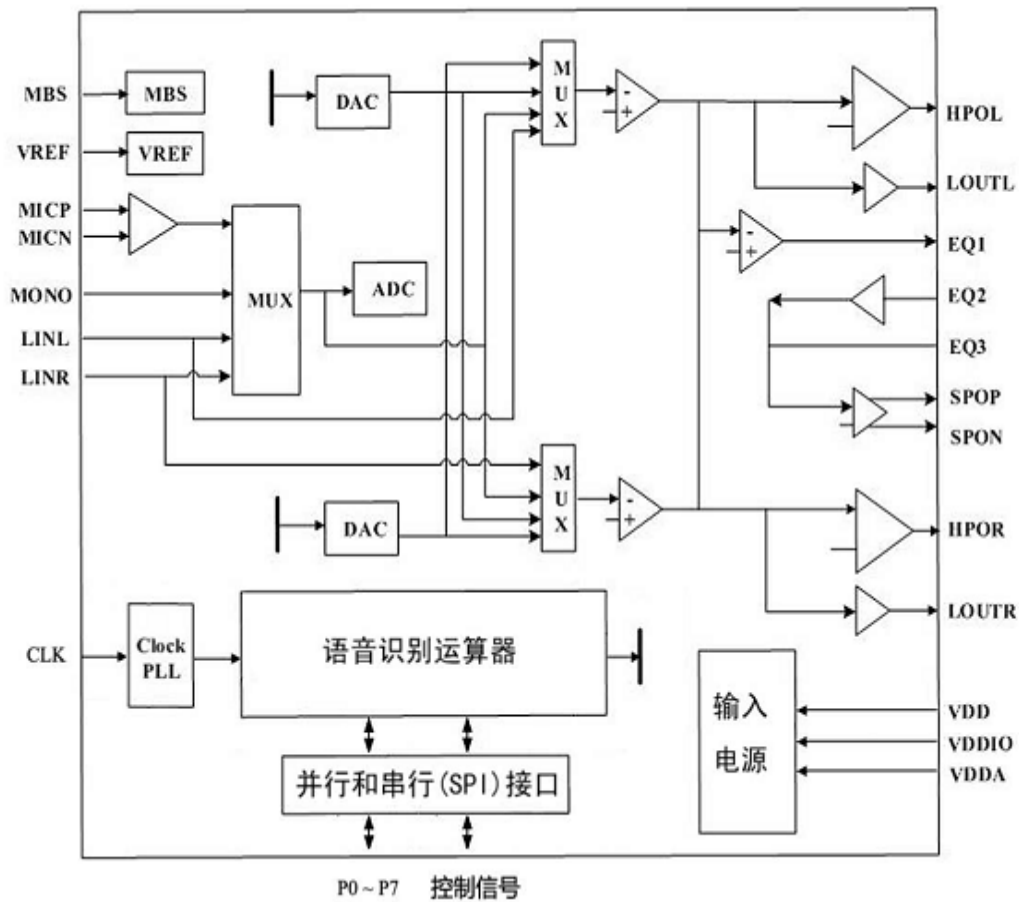 MBS
MBS
VREF
VREF
MICP
MICN
MONO
LINL
LINR
MUX
ADC
DAC
M
U
X
-
+
HPOL
LOUTL
-
+
EQ1
EQ2
EQ3
SPOP
SPON
DAC
M
U
X
-
+
HPOR
LOUTR
CLK
Clock
PLL
语音识别运算器
并行和串行(SPI)接口
P0~P7 控制信号
输入
电源
VDD
VDDIO
VDDA